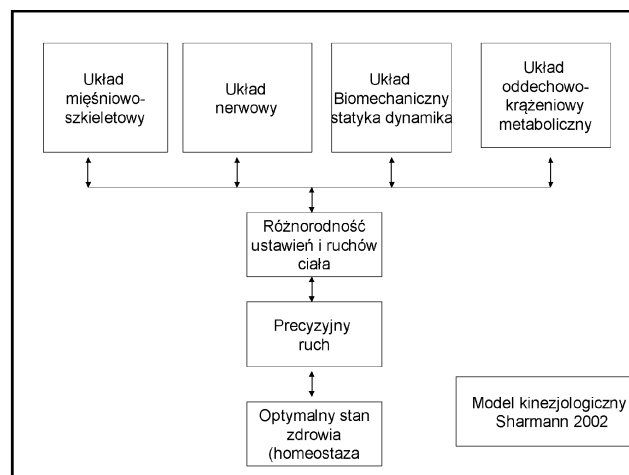 Układ
mięśniowo-
szkieletowy
Układ
nerwowy
Układ
Biomechaniczny
statyka dynamika
Układ
oddechowo-
krążeniowy
metaboliczny
Różnorodność
ustawień i ruchów
ciała
Precyzyjny
ruch
Optymalny stan
zdrowia
(homeostaza
Model kinezjologiczny
Sharmann 2002